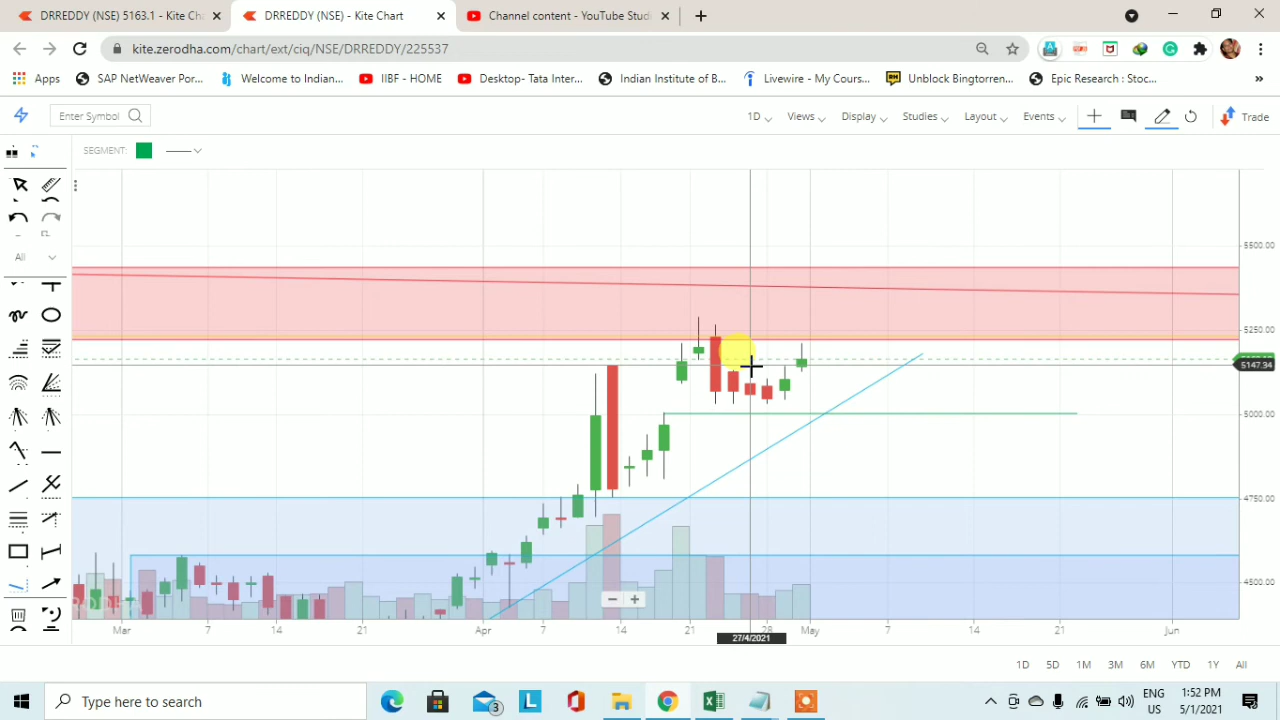 DRREDDY (NSE) 5163.1 - Kite Cha
DRREDDY (NSE) - Kite Chart
Channel content - YouTube Studi
kite.zerodha.com/chart/ext/ciq/NSE/DRREDDY/225537
Apps
SAP NetWeaver Por...
Welcome to Indian...
IIBF - HOME
Desktop- Tata Inter...
Indian Institute of B...
Livewire - My Cours...
Unblock Bingtorren...
Epic Research : Stoc...
Enter Symbol
1D
Views
Display
Studies
Layout
Events
Trade
SEGMENT:
All
5500.00
5250.00
5147.34
5000.00
4750.00
4500.00
Mar
7
14
21
Apr
7
14
21
27/4/2021
28
May
7
14
21
Jun
1D
5D
1M
3M
6M
YTD
1Y
All
Type here to search
3
ENG
US
1:52 PM
5/1/2021